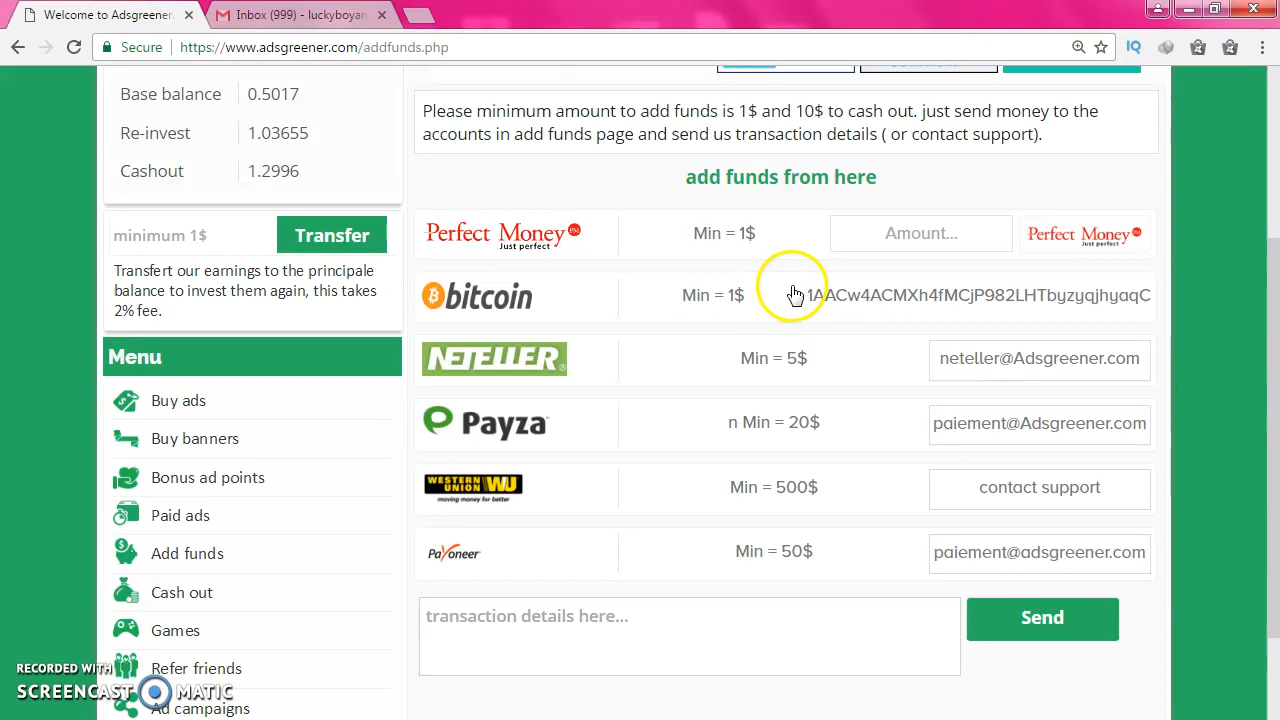 Welcome to Adsgreener
Inbox (999) - luckyboyan
Secure
https://www.adsgreener.com/addfunds.php
Base balance 0.5017
Re-invest 1.03655
Cashout 1.2996
minimum 1$ Transfer
Transfert our earnings to the principale
balance to invest them again, this takes
2% fee.
Menu
Buy ads
Buy banners
Bonus ad points
Paid ads
Add funds
Cash out
Games
Refer friends
Ad campaigns
Please minimum amount to add funds is 1$ and 10$ to cash out. just send money to the
accounts in add funds page and send us transaction details ( or contact support).
add funds from here
Perfect Money PM Just perfect Min = 1$ Amount... Perfect Money PM Just perfect
bitcoin Min = 1$ 1AACw4ACMXh4fMCjP982LHTbyzyqjhyaqC
NETELLER® Min = 5$ neteller@Adsgreener.com
Payza n Min = 20$ paiement@Adsgreener.com
WESTERN UNION WU moving money for better Min = 500$ contact support
Payoneer Min = 50$ paiement@adsgreener.com
transaction details here... Send
RECORDED WITH
SCREENCAST MATIC